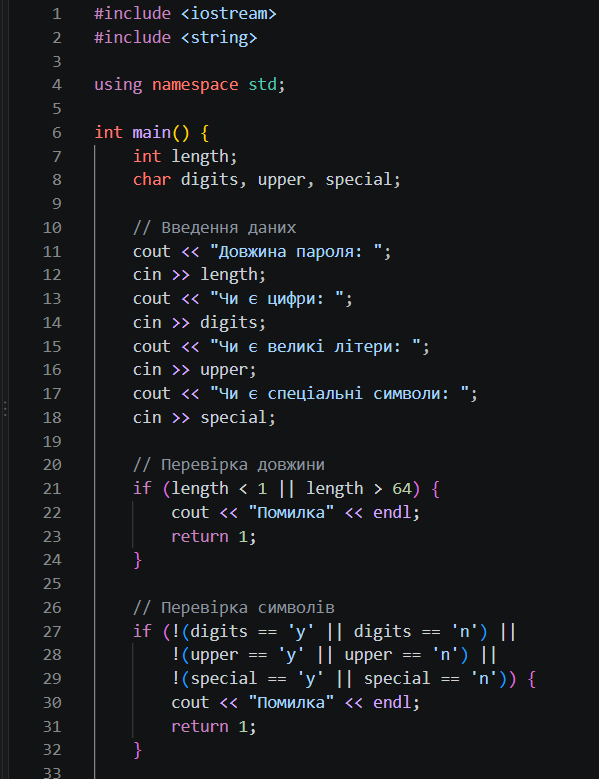 1 #include <iostream>
2 #include <string>
3
4 using namespace std;
5
6 int main() {
7     int length;
8     char digits, upper, special;
9
10     // Введення даних
11     cout << "Довжина пароля: ";
12     cin >> length;
13     cout << "Чи є цифри: ";
14     cin >> digits;
15     cout << "Чи є великі літери: ";
16     cin >> upper;
17     cout << "Чи є спеціальні символи: ";
18     cin >> special;
19
20     // Перевірка довжини
21     if (length < 1 || length > 64) {
22         cout << "Помилка" << endl;
23         return 1;
24     }
25
26     // Перевірка символів
27     if (!(digits == 'y' || digits == 'n') ||
28         !(upper == 'y' || upper == 'n') ||
29         !(special == 'y' || special == 'n')) {
30         cout << "Помилка" << endl;
31         return 1;
32     }
33